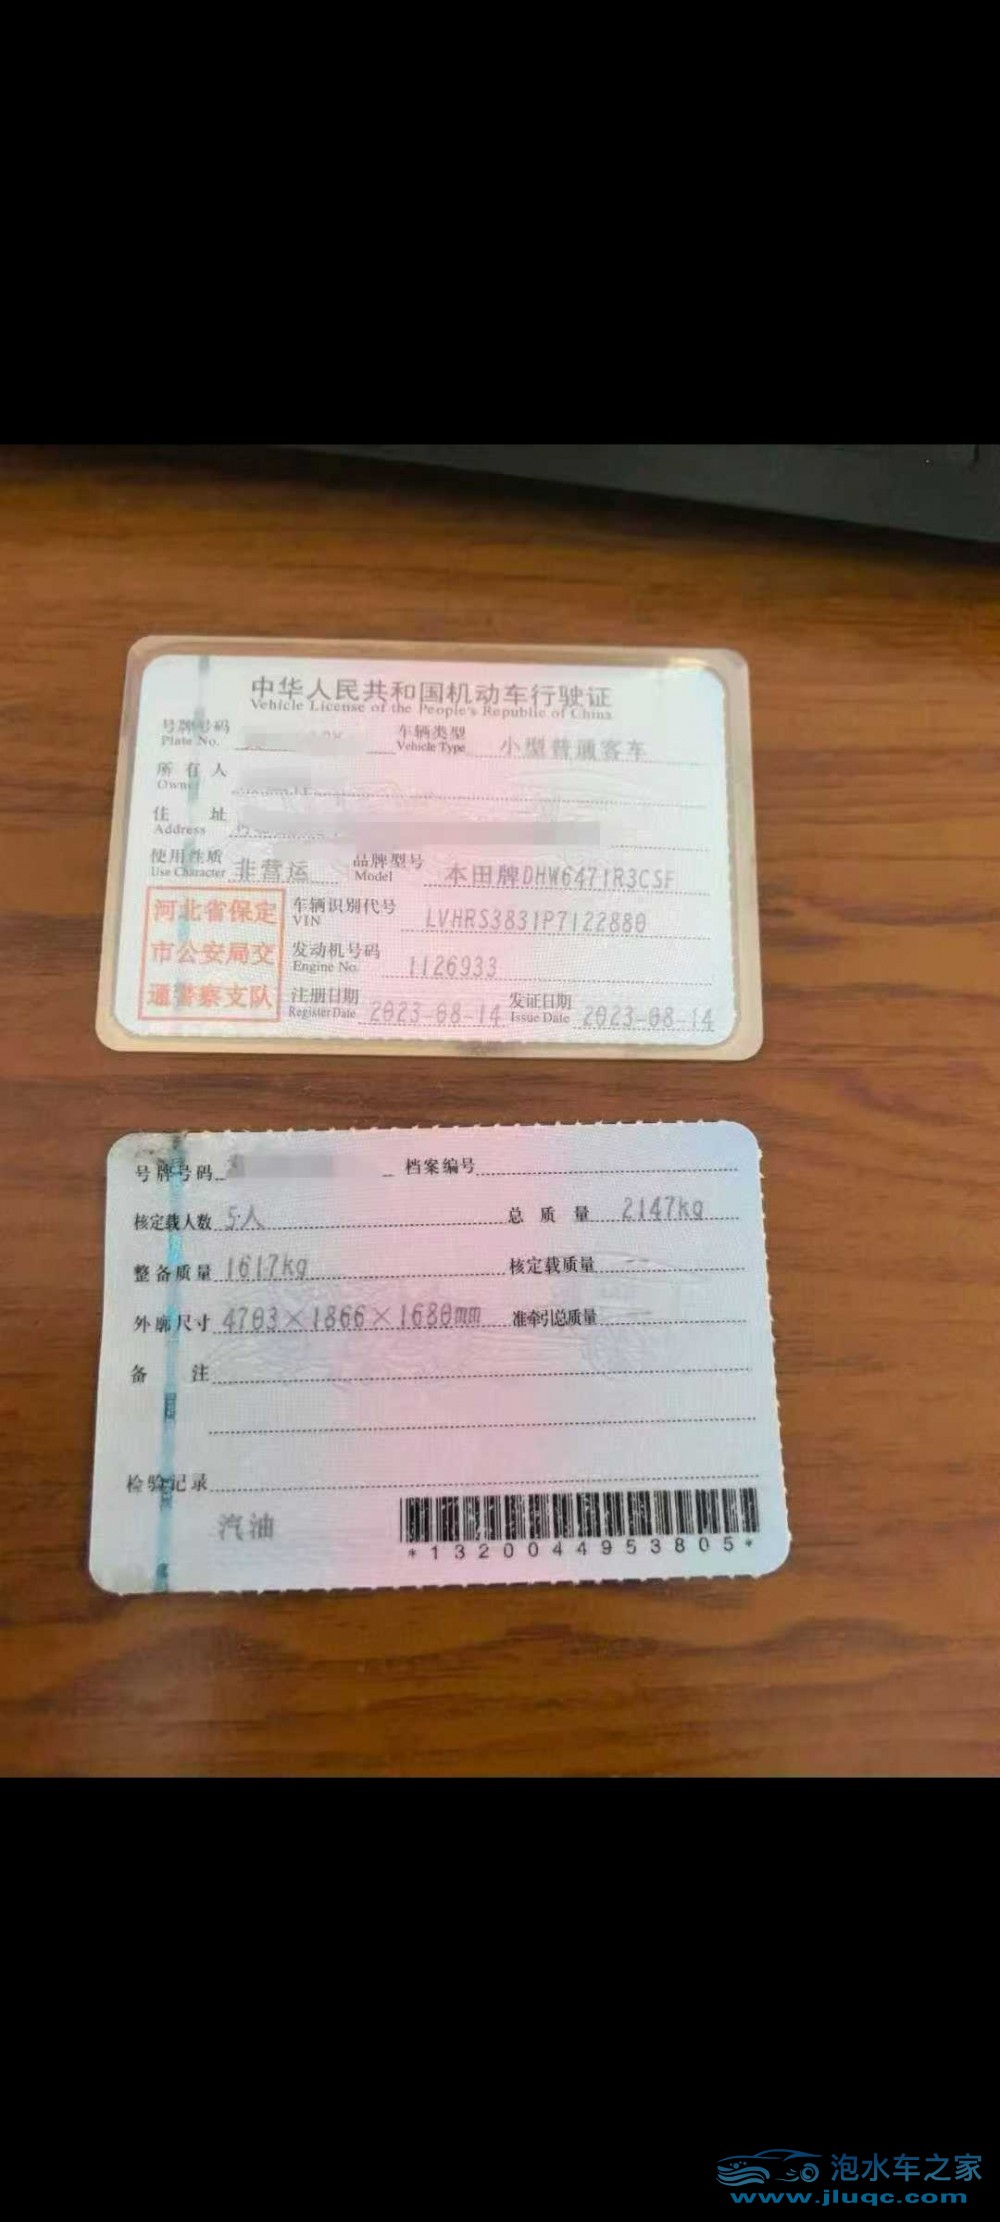 中华人民共和国机动车行驶证
Vehicle License of the People's Republic of China
号牌号码 车辆类型 小型普通客车
Plate No. Vehicle Type
所有人
Owner
住址
Address
使用性质 非营运 品牌型号 本田牌DHW6471R3CSF
Use Character Model
河北省保定
市公安局交
通警察支队
车辆识别代号 LVHRS3831P7122880
VIN
发动机号码 1126933
Engine No.
注册日期 2023-08-14 发证日期 2023-08-14
Register Date Issue Date
号牌号码 档案编号
核定载人数 5人 总质量 2147kg
整备质量 1617kg 核定载质量 --
外廓尺寸 4703×1866×1680mm 准牵引总质量 --
备注
检验记录
汽油
*1320044953805*
泡水车之家
www.jluqc.com